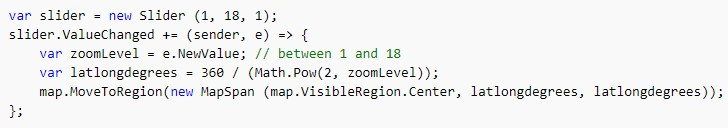 var slider = new Slider (1, 18, 1);
slider.ValueChanged += (sender, e) => {
    var zoomLevel = e.NewValue; // between 1 and 18
    var latlongdegrees = 360 / (Math.Pow(2, zoomLevel));
    map.MoveToRegion(new MapSpan (map.VisibleRegion.Center, latlongdegrees, latlongdegrees));
};